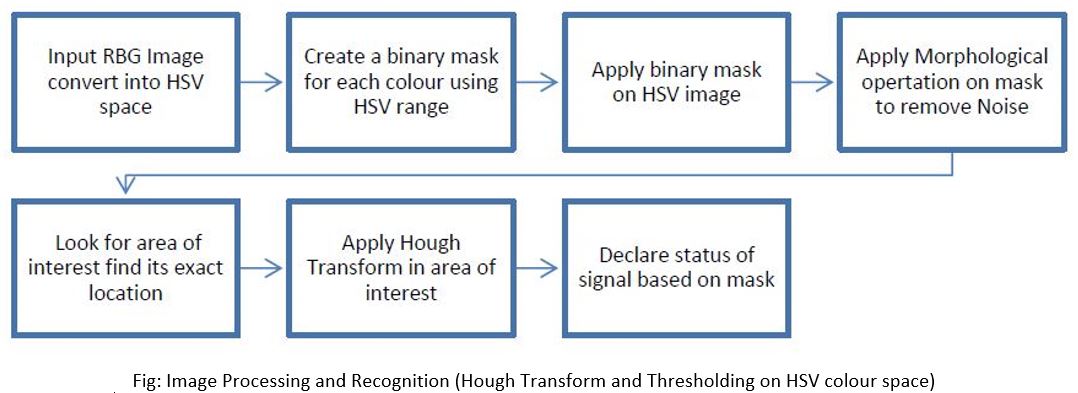 Input RBG Image
convert into HSV
space
Create a binary mask
for each colour using
HSV range
Apply binary mask
on HSV image
Apply Morphological
opertation on mask
to remove Noise
Look for area of
interest find its exact
location
Apply Hough
Transform in area of
interest
Declare status of
signal based on mask
Fig: Image Processing and Recognition (Hough Transform and Thresholding on HSV colour space)